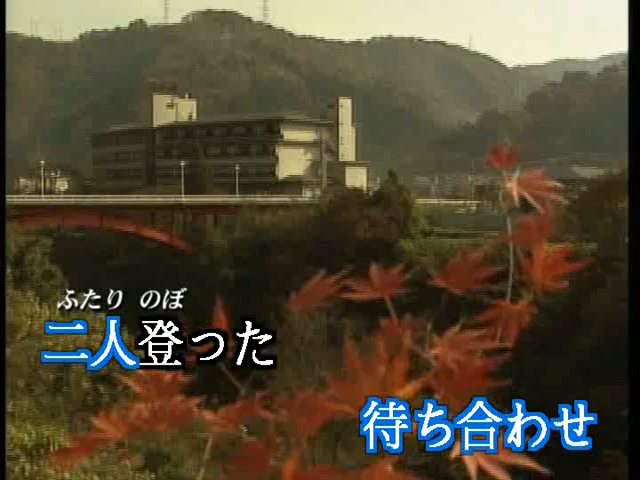 ふたり のぼ
二人登った
待ち合わせ